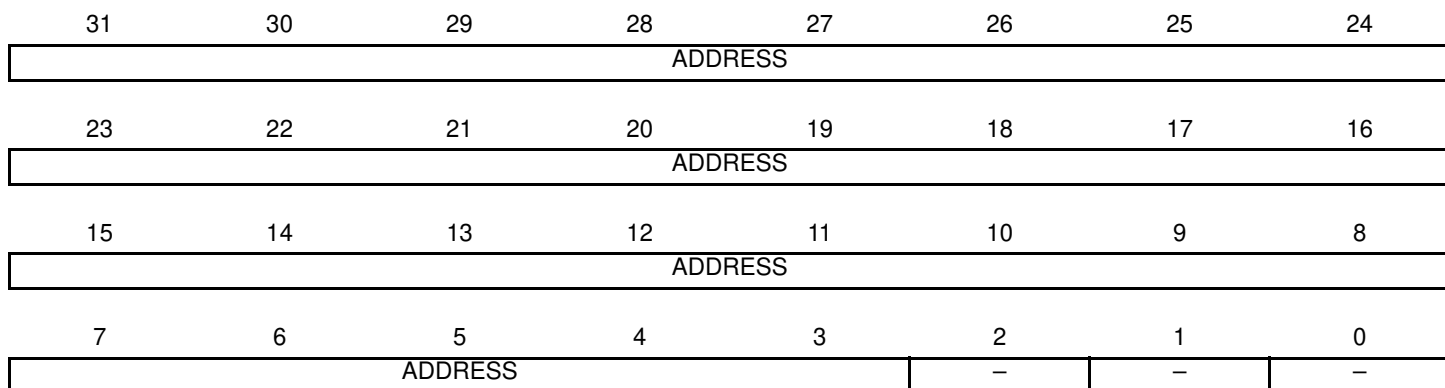 31 30 29 28 27 26 25 24
ADDRESS
23 22 21 20 19 18 17 16
ADDRESS
15 14 13 12 11 10 9 8
ADDRESS
7 6 5 4 3 2 1 0
ADDRESS – – –